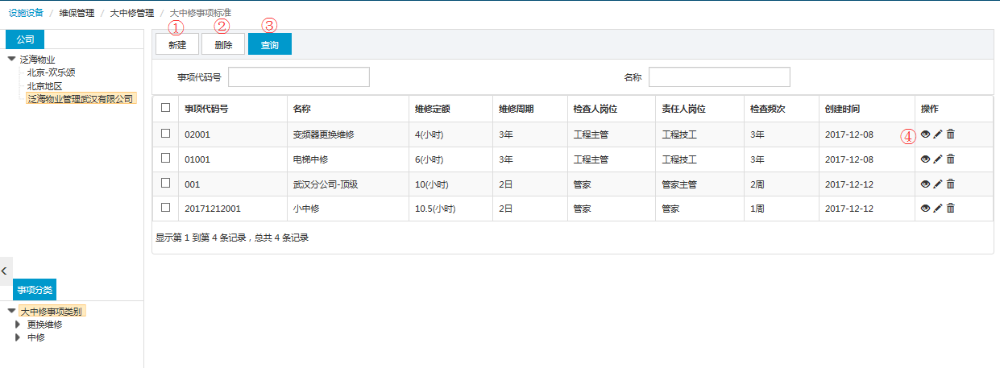 设施设备 / 维保管理 / 大中修管理 / 大中修事项标准
公司
泛海物业
北京-欢乐颂
北京地区
泛海物业管理武汉有限公司
事项分类
大中修事项类别
更换维修
中修
① ② ③
新建 删除 查询
事项代码号 名称
事项代码号 名称 维修定额 维修周期 检查人岗位 责任人岗位 检查频次 创建时间 操作
02001 变频器更换维修 4(小时) 3年 工程主管 工程技工 3年 2017-12-08 ④
01001 电梯中修 6(小时) 3年 工程主管 工程技工 3年 2017-12-08
001 武汉分公司-顶级 10(小时) 2日 管家 管家主管 2周 2017-12-12
20171212001 小中修 10.5(小时) 2日 管家 管家 1周 2017-12-12
显示第 1 到第 4 条记录，总共 4 条记录